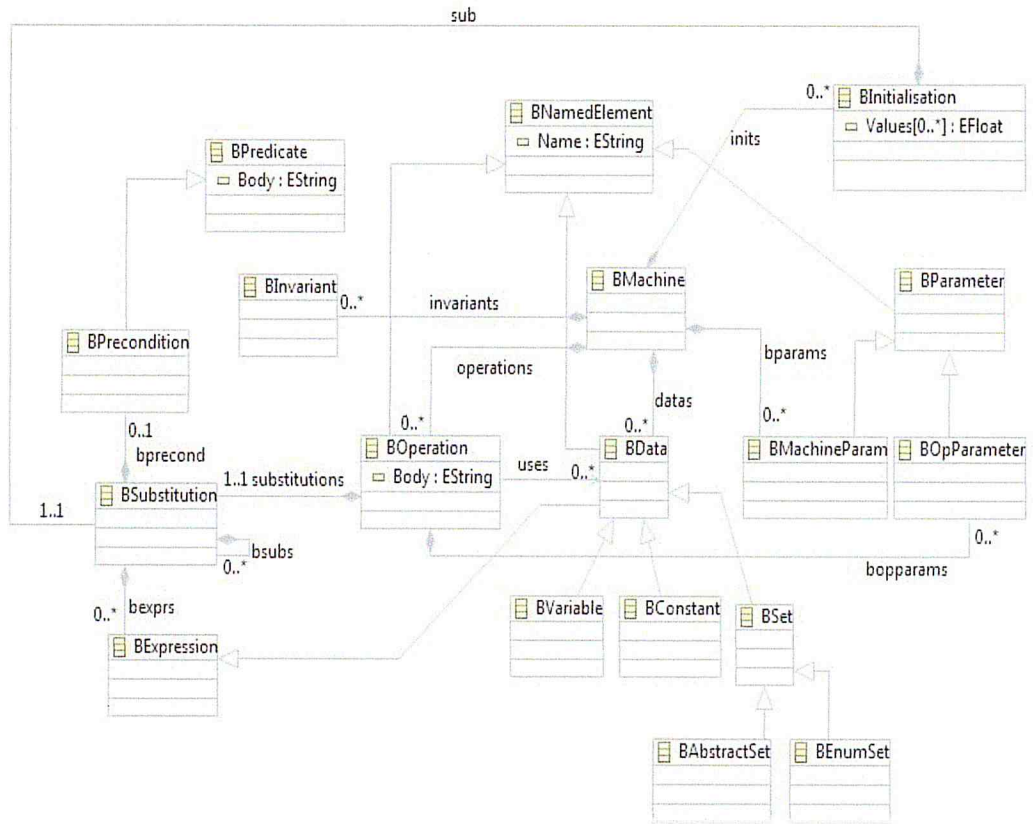 sub
0..*
BInitialisation
Values[0..*] : EFloat
BNamedElement
Name : EString
inits
BPredicate
Body : EString
BInvariant
0..*
invariants
BMachine
BParameter
BPrecondition
operations
bparams
datas
0..1
bprecond
0..*
0..*
0..*
BOperation
Body : EString
uses
0..*
BData
BMachineParam
BOpParameter
BSubstitution
1..1 substitutions
1..1
bsubs
0..*
0..*
bopparams
0..*
bexprs
BExpression
BVariable
BConstant
BSet
BAbstractSet
BEnumSet